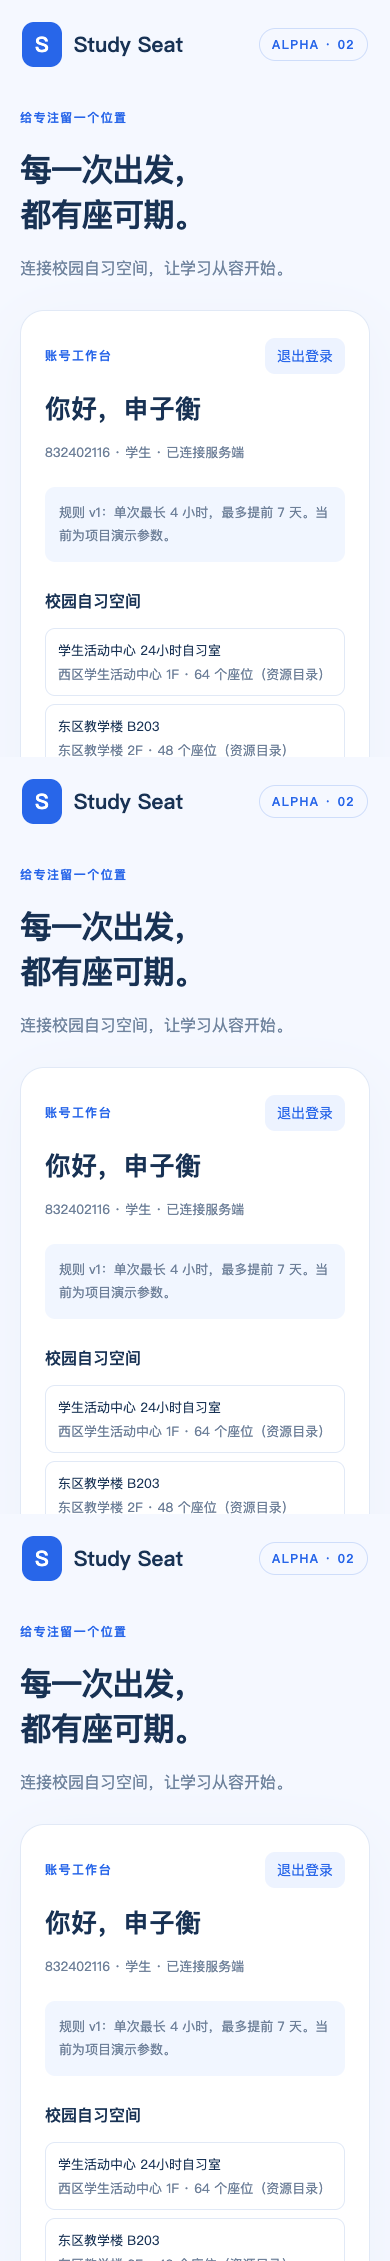 S Study Seat ALPHA · 02
给专注留一个位置
每一次出发，
都有座可期。
连接校园自习空间，让学习从容开始。
账号工作台 退出登录
你好，申子衡
832402116 · 学生 · 已连接服务端
规则 v1：单次最长 4 小时，最多提前 7 天。当
前为项目演示参数。
校园自习空间
学生活动中心 24小时自习室
西区学生活动中心 1F · 64 个座位（资源目录）
东区教学楼 B203
东区教学楼 2F · 48 个座位（资源目录）
S Study Seat ALPHA · 02
给专注留一个位置
每一次出发，
都有座可期。
连接校园自习空间，让学习从容开始。
账号工作台 退出登录
你好，申子衡
832402116 · 学生 · 已连接服务端
规则 v1：单次最长 4 小时，最多提前 7 天。当
前为项目演示参数。
校园自习空间
学生活动中心 24小时自习室
西区学生活动中心 1F · 64 个座位（资源目录）
东区教学楼 B203
东区教学楼 2F · 48 个座位（资源目录）
S Study Seat ALPHA · 02
给专注留一个位置
每一次出发，
都有座可期。
连接校园自习空间，让学习从容开始。
账号工作台 退出登录
你好，申子衡
832402116 · 学生 · 已连接服务端
规则 v1：单次最长 4 小时，最多提前 7 天。当
前为项目演示参数。
校园自习空间
学生活动中心 24小时自习室
西区学生活动中心 1F · 64 个座位（资源目录）
东区教学楼 B203